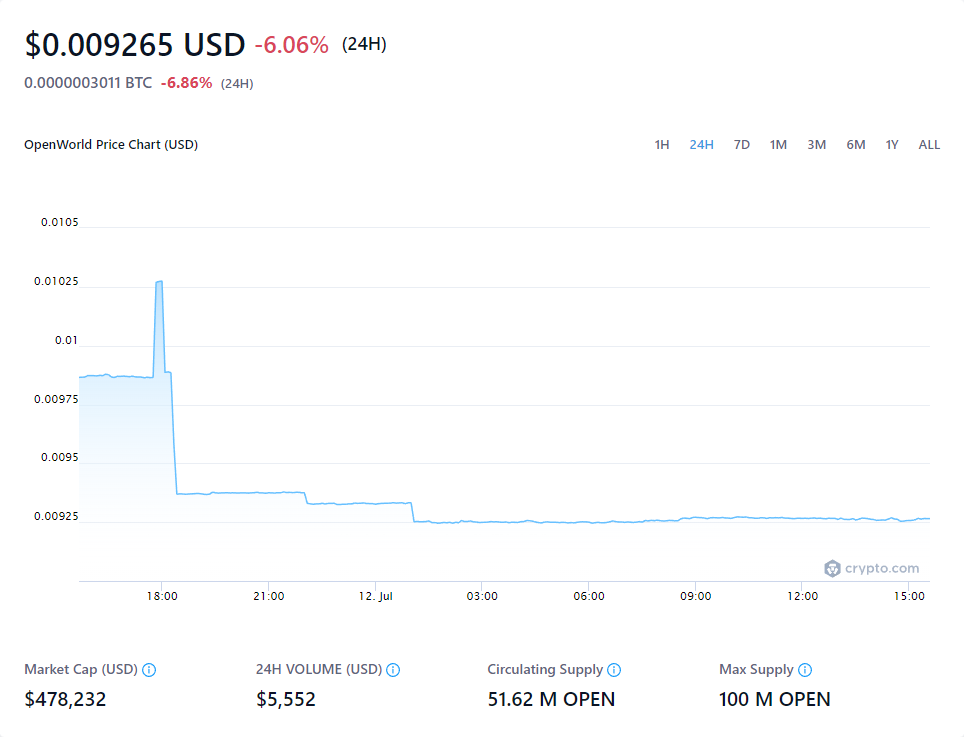 $0.009265 USD -6.06% (24H)
0.0000003011 BTC -6.86% (24H)
OpenWorld Price Chart (USD) 1H 24H 7D 1M 3M 6M 1Y ALL
0.0105
0.01025
0.01
0.00975
0.0095
0.00925
crypto.com
18:00 21:00 12. Jul 03:00 06:00 09:00 12:00 15:00
Market Cap (USD) 24H VOLUME (USD) Circulating Supply Max Supply
$478,232 $5,552 51.62 M OPEN 100 M OPEN